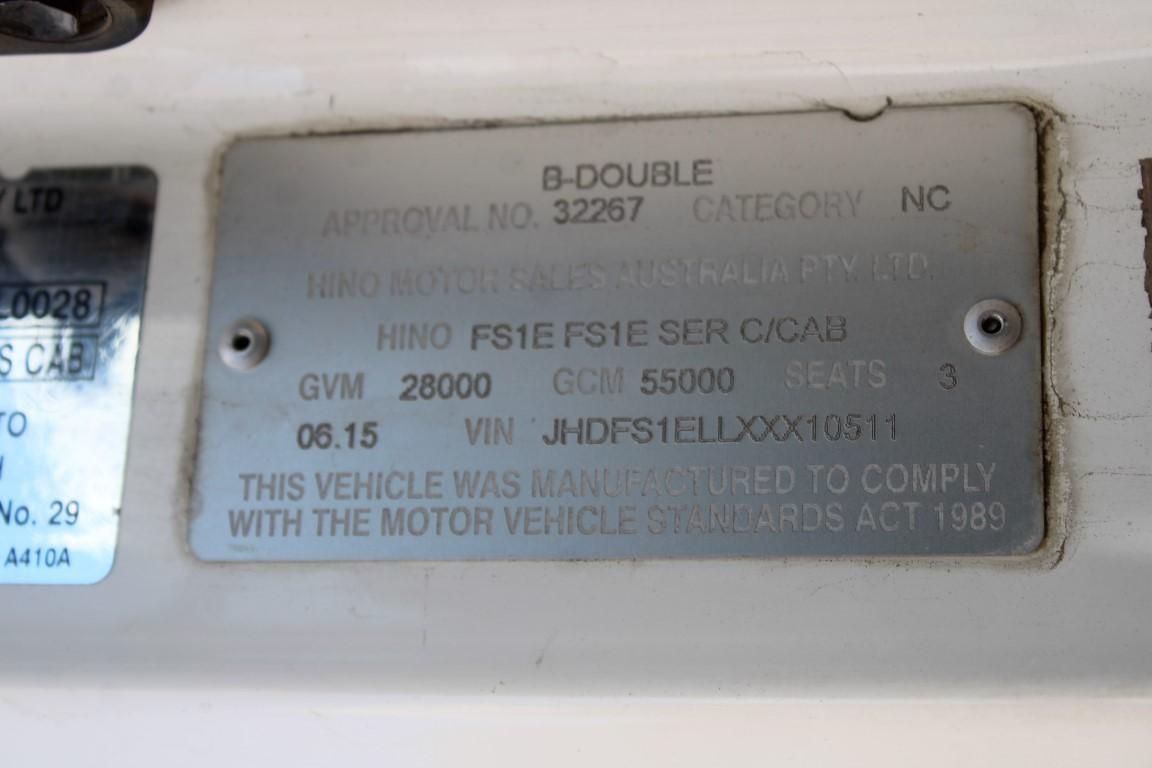 B-DOUBLE
APPROVAL NO. 32267 CATEGORY NC
HINO MOTOR SALES AUSTRALIA PTY. LTD.
HINO FS1E FS1E SER C/CAB
GVM 28000 GCM 55000 SEATS 3
06.15 VIN JHDFS1ELLXXX10511
THIS VEHICLE WAS MANUFACTURED TO COMPLY
WITH THE MOTOR VEHICLE STANDARDS ACT 1989
LTD
L0028
S CAB
TO
No. 29
A410A